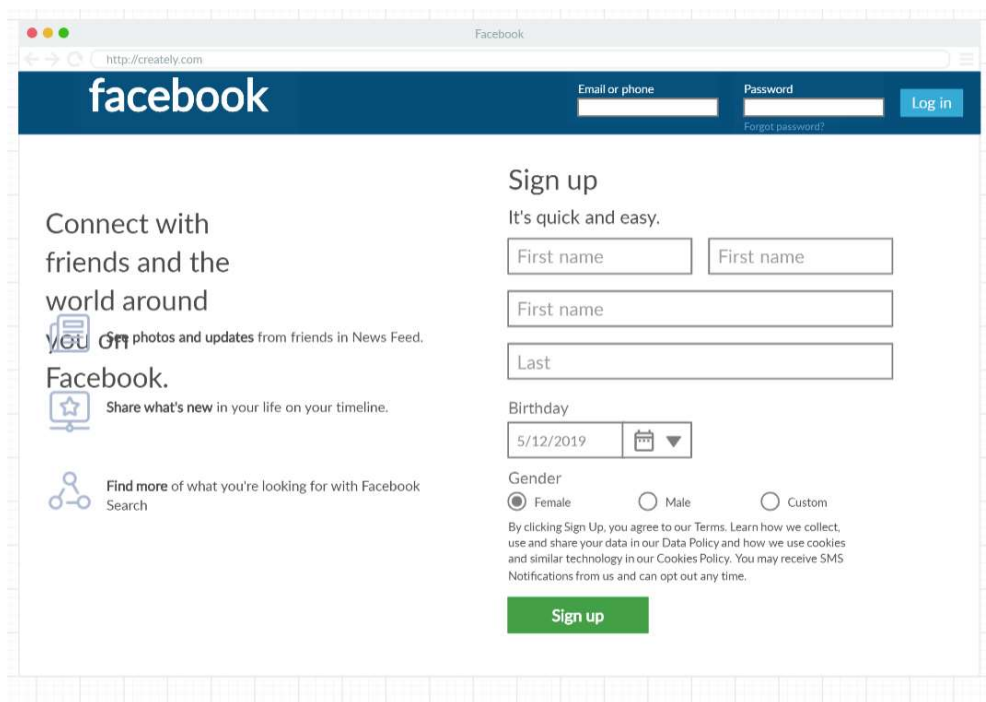 Facebook
http://creately.com
facebook
Email or phone
Password
Log in
Forgot password?
Connect with
friends and the
world around
you on
Facebook.
See photos and updates from friends in News Feed.
Share what's new in your life on your timeline.
Find more of what you're looking for with Facebook
Search
Sign up
It's quick and easy.
First name
First name
First name
Last
Birthday
5/12/2019
Gender
Female
Male
Custom
By clicking Sign Up, you agree to our Terms. Learn how we collect,
use and share your data in our Data Policy and how we use cookies
and similar technology in our Cookies Policy. You may receive SMS
Notifications from us and can opt out any time.
Sign up